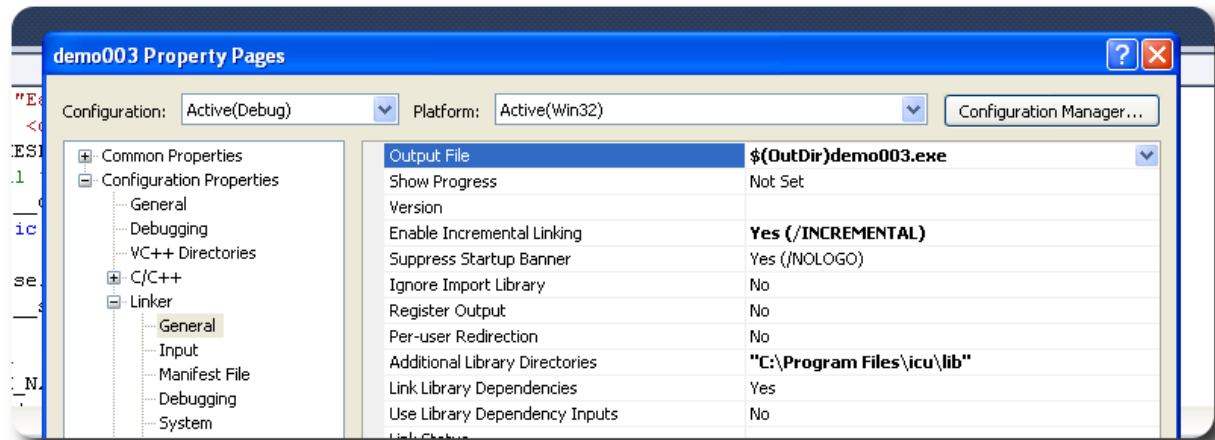 demo003 Property Pages
Configuration: Active(Debug) Platform: Active(Win32) Configuration Manager...
Common Properties
Configuration Properties
General
Debugging
VC++ Directories
C/C++
Linker
General
Input
Manifest File
Debugging
System
Output File $(OutDir)demo003.exe
Show Progress Not Set
Version
Enable Incremental Linking Yes (/INCREMENTAL)
Suppress Startup Banner Yes (/NOLOGO)
Ignore Import Library No
Register Output No
Per-user Redirection No
Additional Library Directories "C:\Program Files\icu\lib"
Link Library Dependencies Yes
Use Library Dependency Inputs No
Link Status